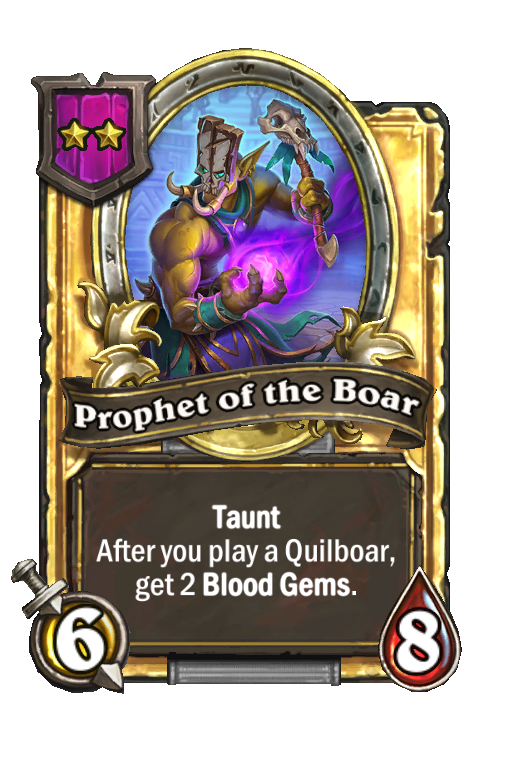 Prophet of the Boar
Taunt
After you play a Quilboar,
get 2 Blood Gems.
6
8